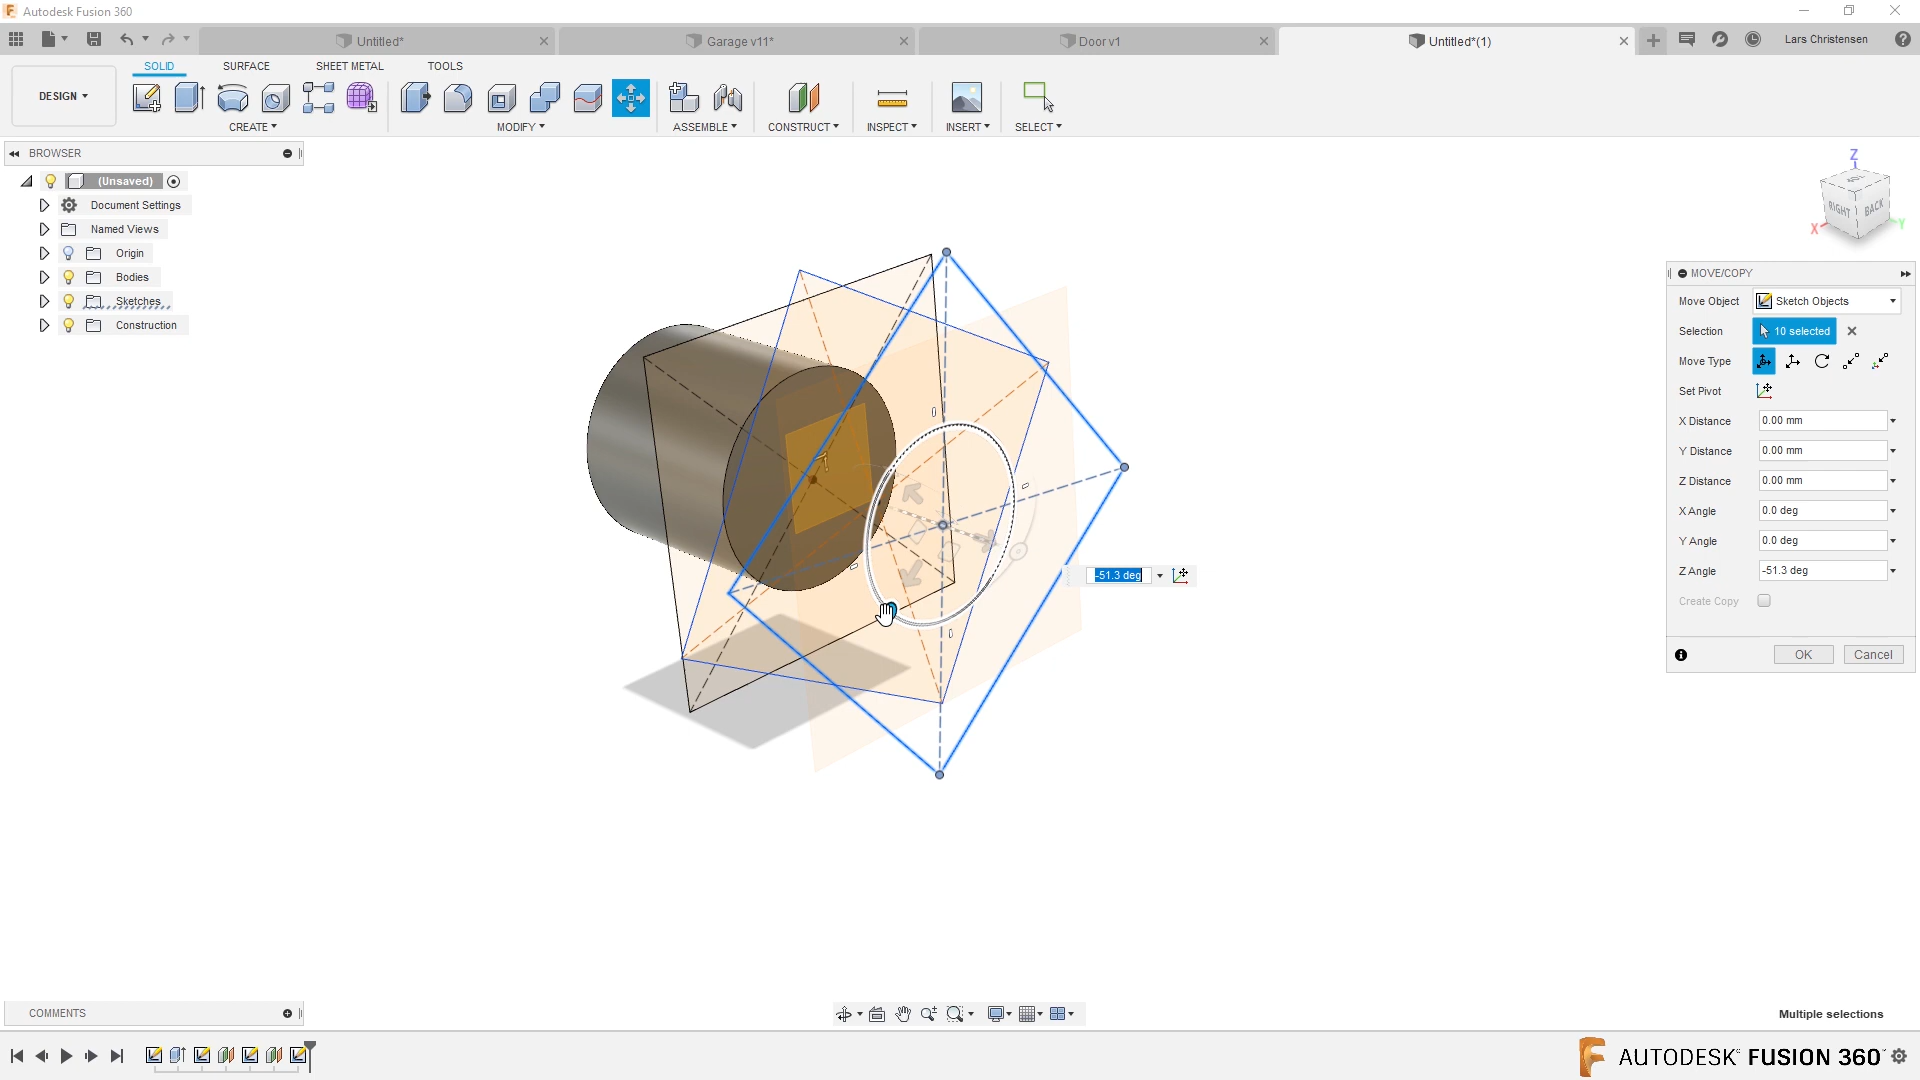 Autodesk Fusion 360
Untitled*
Garage v11*
Door v1
Untitled*(1)
Lars Christensen
DESIGN
SOLID
SURFACE
SHEET METAL
TOOLS
CREATE
MODIFY
ASSEMBLE
CONSTRUCT
INSPECT
INSERT
SELECT
BROWSER
(Unsaved)
Document Settings
Named Views
Origin
Bodies
Sketches
Construction
Z
TOP
RIGHT
BACK
X
Y
MOVE/COPY
Move Object
Sketch Objects
Selection
10 selected
Move Type
Set Pivot
X Distance
0.00 mm
Y Distance
0.00 mm
Z Distance
0.00 mm
X Angle
0.0 deg
Y Angle
0.0 deg
Z Angle
-51.3 deg
Create Copy
OK
Cancel
-51.3 deg
COMMENTS
Multiple selections
AUTODESK FUSION 360